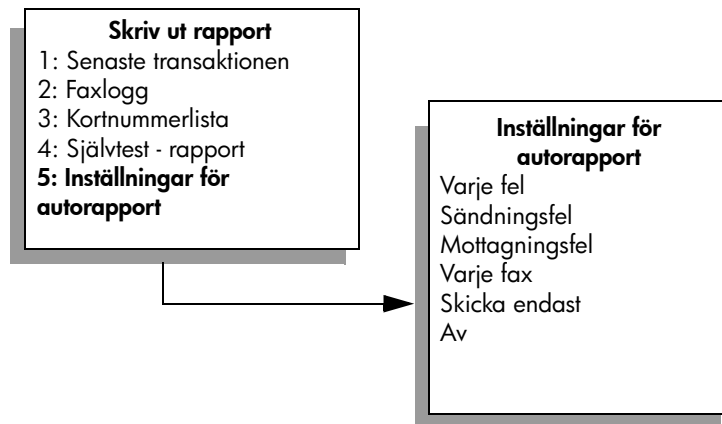 Skriv ut rapport
1: Senaste transaktionen
2: Faxlogg
3: Kortnummerlista
4: Självtest - rapport
5: Inställningar för
autorapport
Inställningar för
autorapport
Varje fel
Sändningsfel
Mottagningsfel
Varje fax
Skicka endast
Av